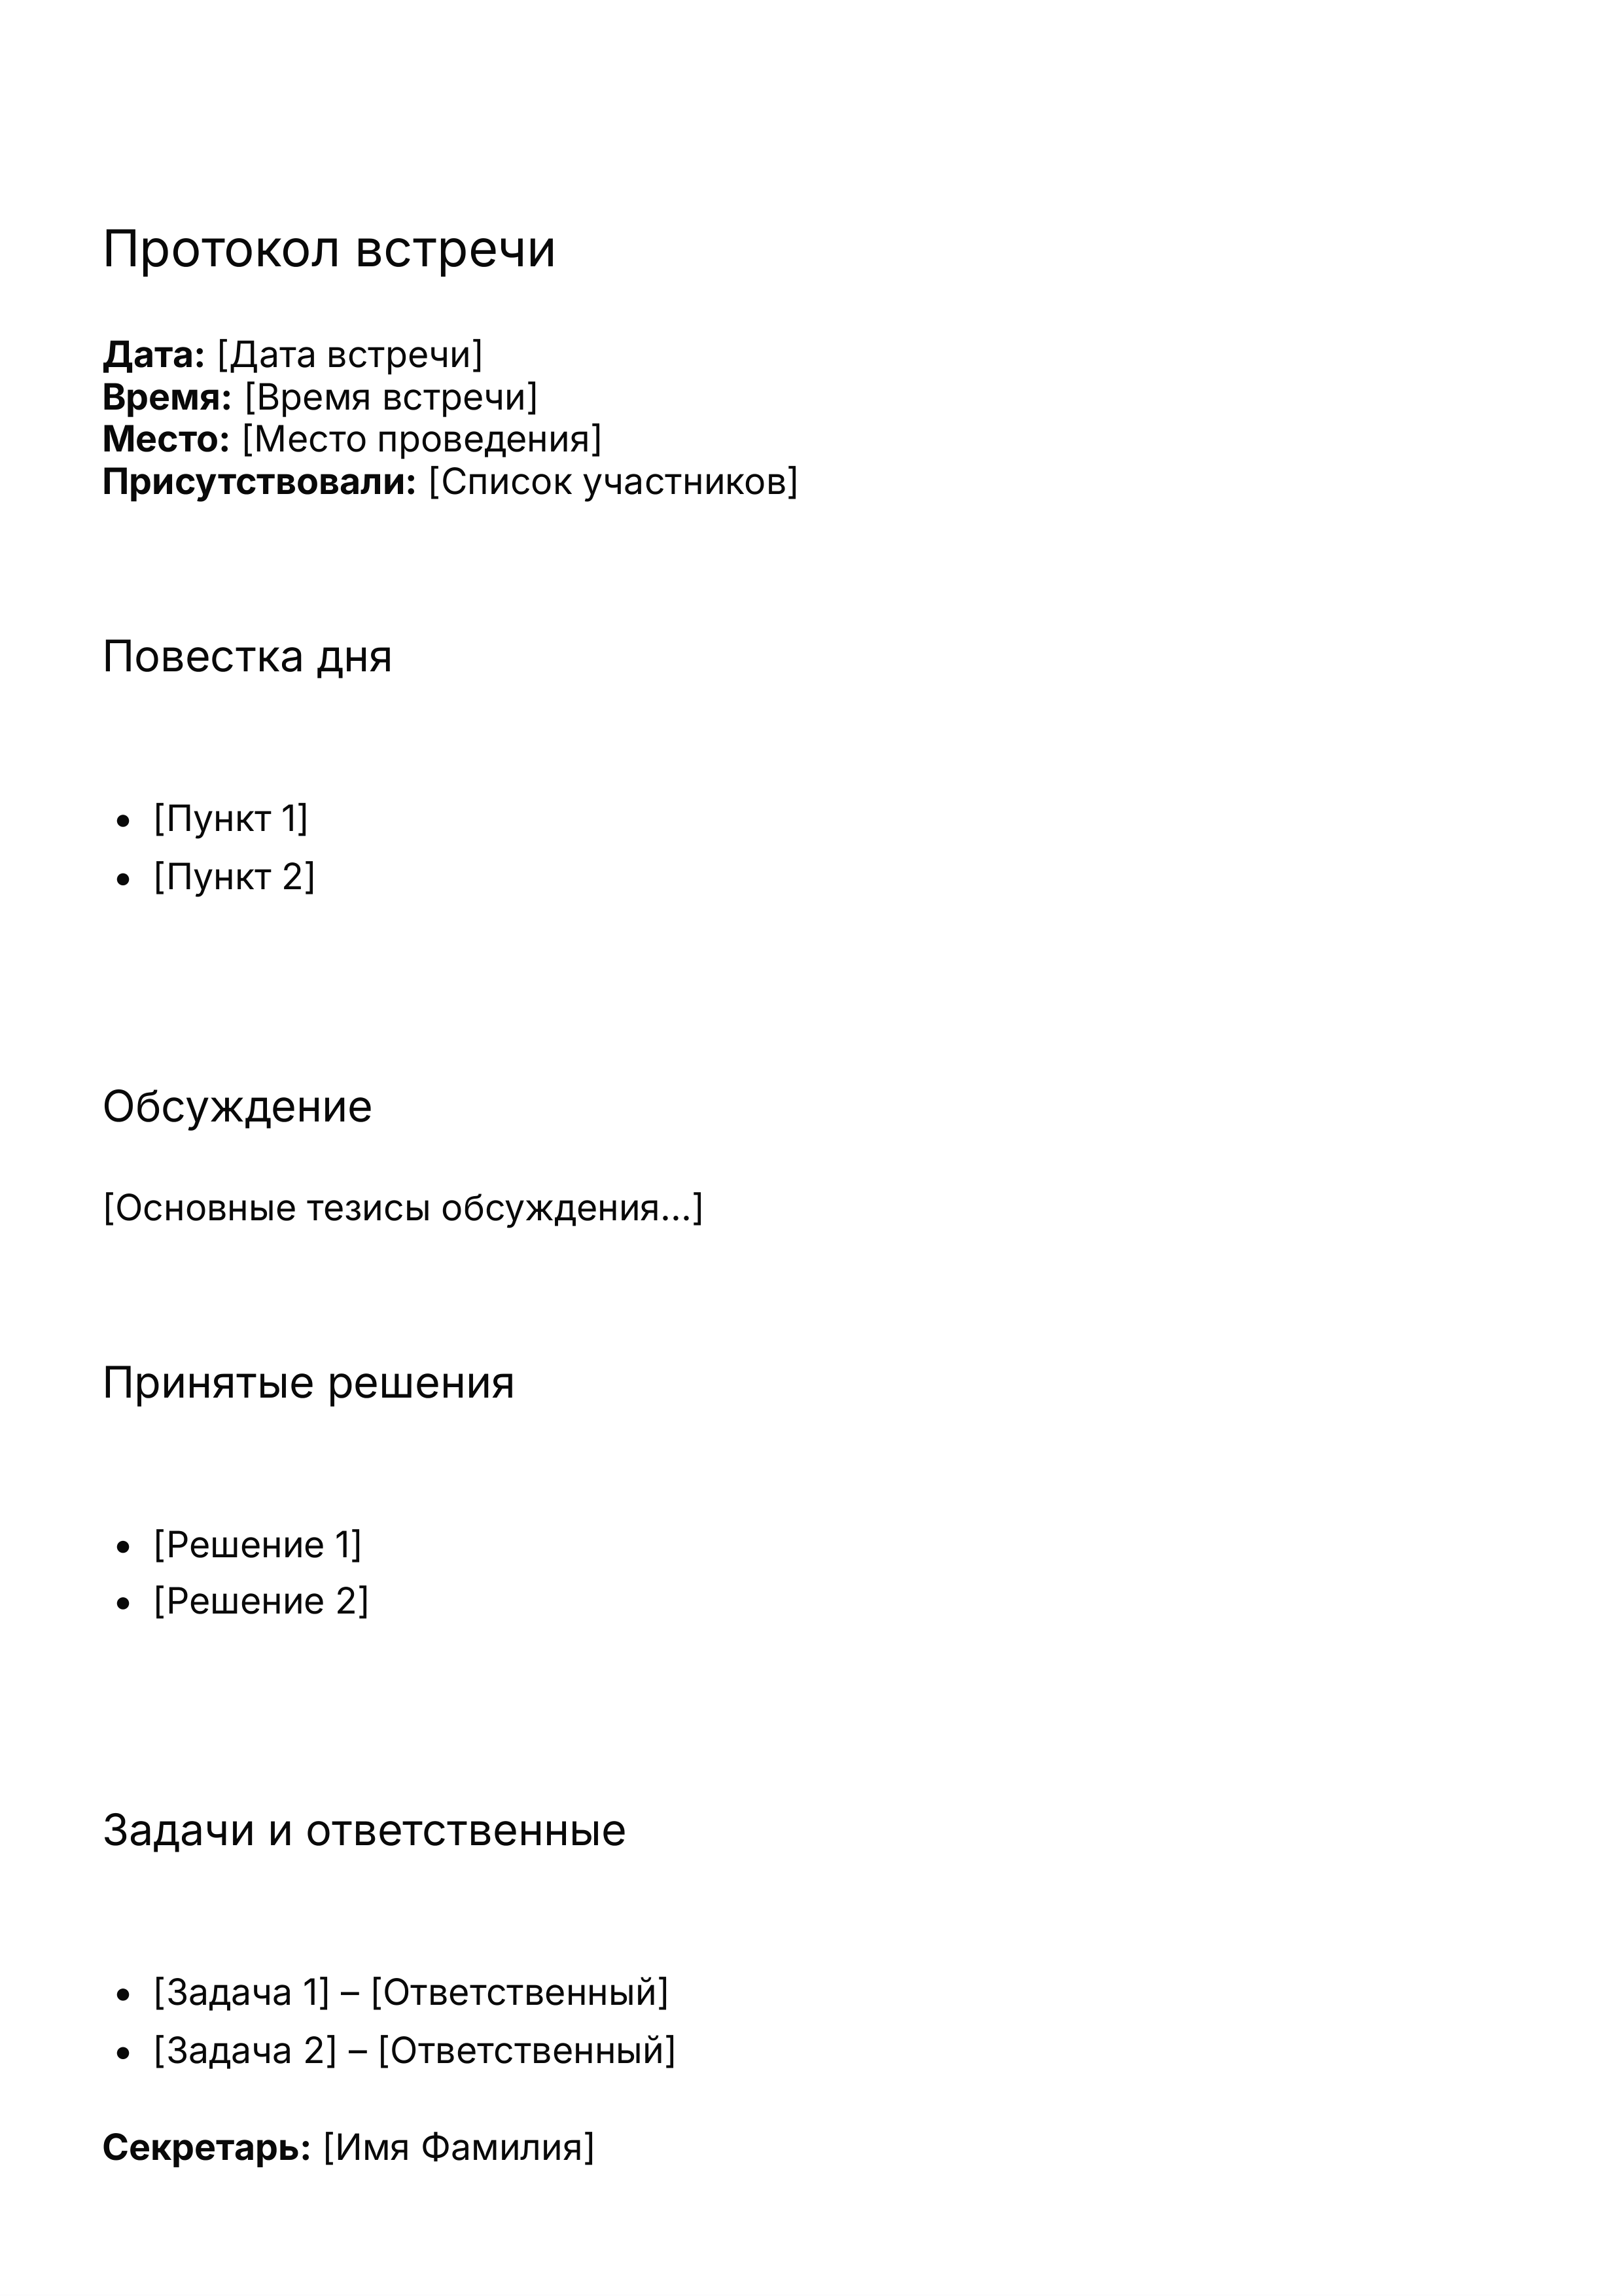 Протокол встречи
Дата: [Дата встречи]
Время: [Время встречи]
Место: [Место проведения]
Присутствовали: [Список участников]
Повестка дня
• [Пункт 1]
• [Пункт 2]
Обсуждение
[Основные тезисы обсуждения...]
Принятые решения
• [Решение 1]
• [Решение 2]
Задачи и ответственные
• [Задача 1] – [Ответственный]
• [Задача 2] – [Ответственный]
Секретарь: [Имя Фамилия]